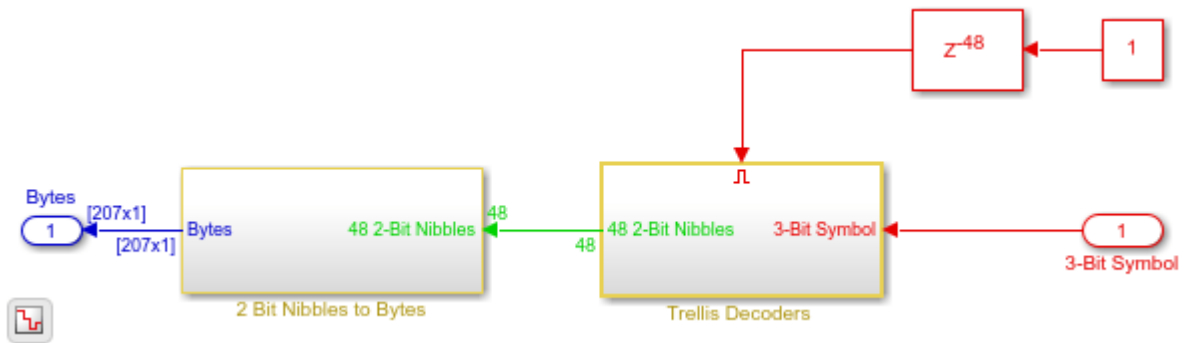 Z-48
1
Bytes
[207x1]
1
[207x1]
Bytes
48 2-Bit Nibbles
48
48
48 2-Bit Nibbles
3-Bit Symbol
1
3-Bit Symbol
2 Bit Nibbles to Bytes
Trellis Decoders